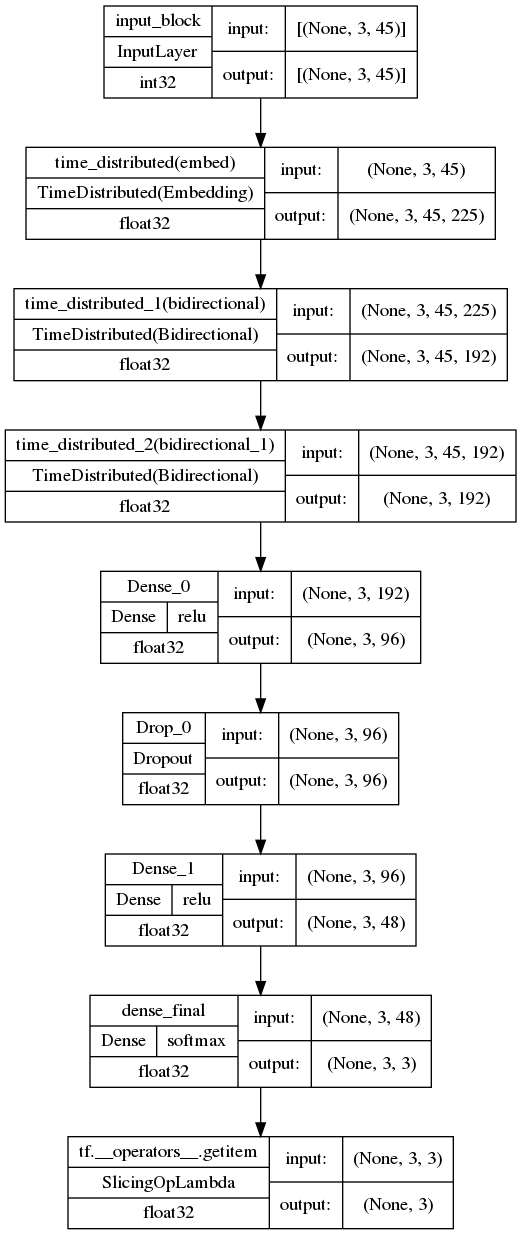 input_block
InputLayer
int32
input:
[(None, 3, 45)]
output:
[(None, 3, 45)]
time_distributed(embed)
TimeDistributed(Embedding)
float32
input:
(None, 3, 45)
output:
(None, 3, 45, 225)
time_distributed_1(bidirectional)
TimeDistributed(Bidirectional)
float32
input:
(None, 3, 45, 225)
output:
(None, 3, 45, 192)
time_distributed_2(bidirectional_1)
TimeDistributed(Bidirectional)
float32
input:
(None, 3, 45, 192)
output:
(None, 3, 192)
Dense_0
Dense relu
float32
input:
(None, 3, 192)
output:
(None, 3, 96)
Drop_0
Dropout
float32
input:
(None, 3, 96)
output:
(None, 3, 96)
Dense_1
Dense relu
float32
input:
(None, 3, 96)
output:
(None, 3, 48)
dense_final
Dense softmax
float32
input:
(None, 3, 48)
output:
(None, 3, 3)
tf.__operators__.getitem
SlicingOpLambda
float32
input:
(None, 3, 3)
output:
(None, 3)